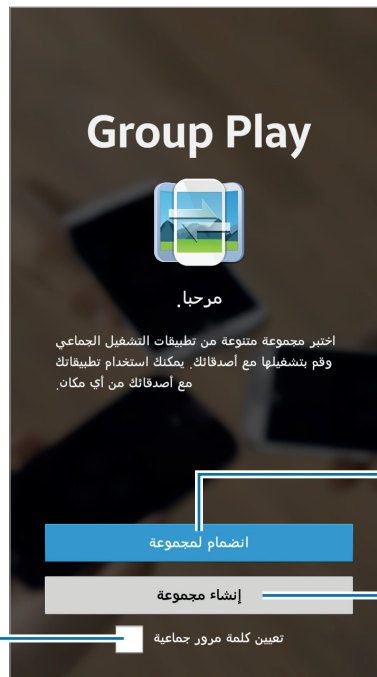 Group Play
مرحبا.
اختبر مجموعة متنوعة من تطبيقات التشغيل الجماعي
وقم بتشغيلها مع أصدقائك. يمكنك استخدام تطبيقاتك
مع أصدقائك من أي مكان.
انضمام لمجموعة
إنشاء مجموعة
تعيين كلمة مرور جماعية